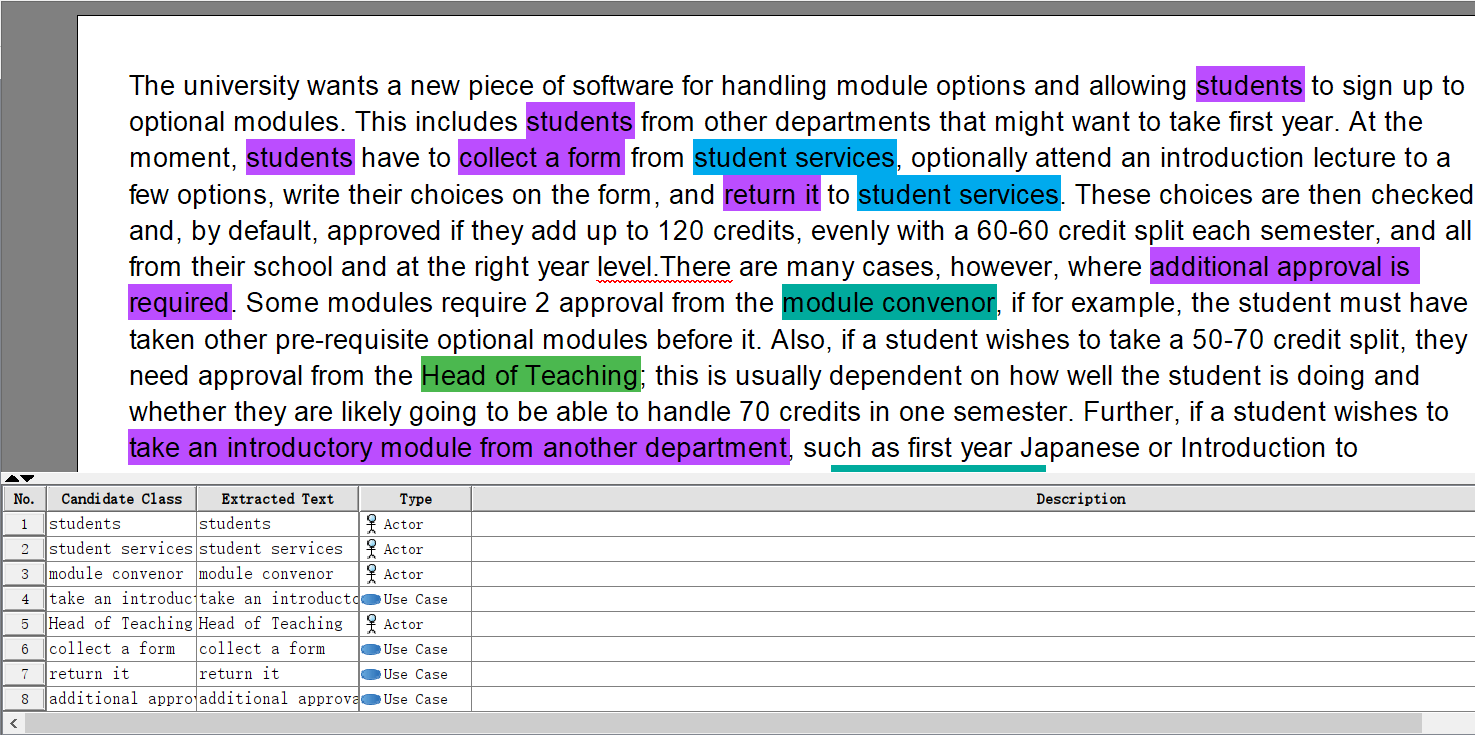 The university wants a new piece of software for handling module options and allowing students to sign up to
optional modules. This includes students from other departments that might want to take first year. At the
moment, students have to collect a form from student services, optionally attend an introduction lecture to a
few options, write their choices on the form, and return it to student services. These choices are then checked
and, by default, approved if they add up to 120 credits, evenly with a 60-60 credit split each semester, and all
from their school and at the right year level.There are many cases, however, where additional approval is
required. Some modules require 2 approval from the module convenor, if for example, the student must have
taken other pre-requisite optional modules before it. Also, if a student wishes to take a 50-70 credit split, they
need approval from the Head of Teaching; this is usually dependent on how well the student is doing and
whether they are likely going to be able to handle 70 credits in one semester. Further, if a student wishes to
take an introductory module from another department, such as first year Japanese or Introduction to
No. Candidate Class Extracted Text Type Description
1 students students Actor
2 student services student services Actor
3 module convenor module convenor Actor
4 take an introduc take an introducto Use Case
5 Head of Teaching Head of Teaching Actor
6 collect a form collect a form Use Case
7 return it return it Use Case
8 additional appro additional approva Use Case